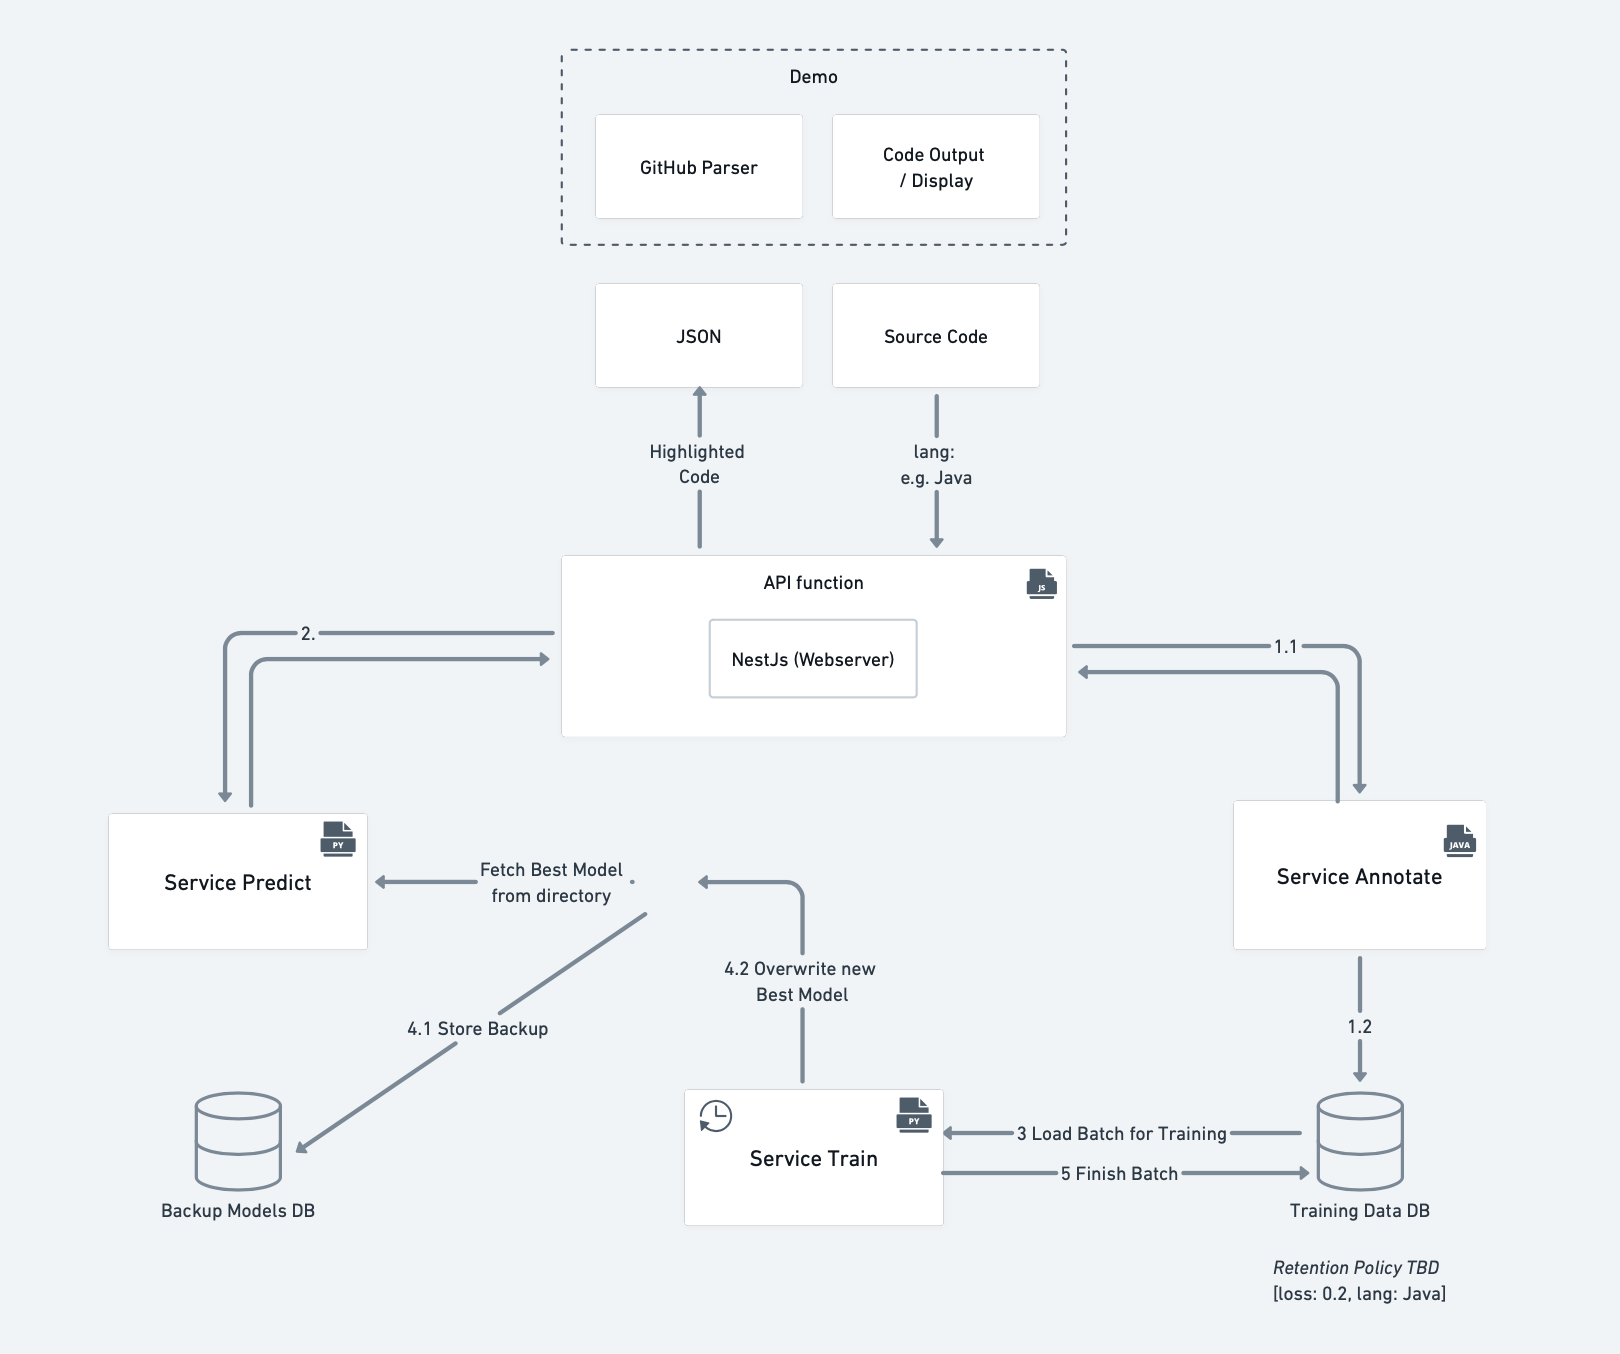 Demo
GitHub Parser
Code Output
/ Display
JSON
Source Code
Highlighted
Code
lang:
e.g. Java
API function
JS
NestJs (Webserver)
2.
1.1
PY
Service Predict
Fetch Best Model
from directory
JAVA
Service Annotate
4.2 Overwrite new
Best Model
4.1 Store Backup
1.2
PY
Service Train
3 Load Batch for Training
5 Finish Batch
Backup Models DB
Training Data DB
Retention Policy TBD
[loss: 0.2, lang: Java]